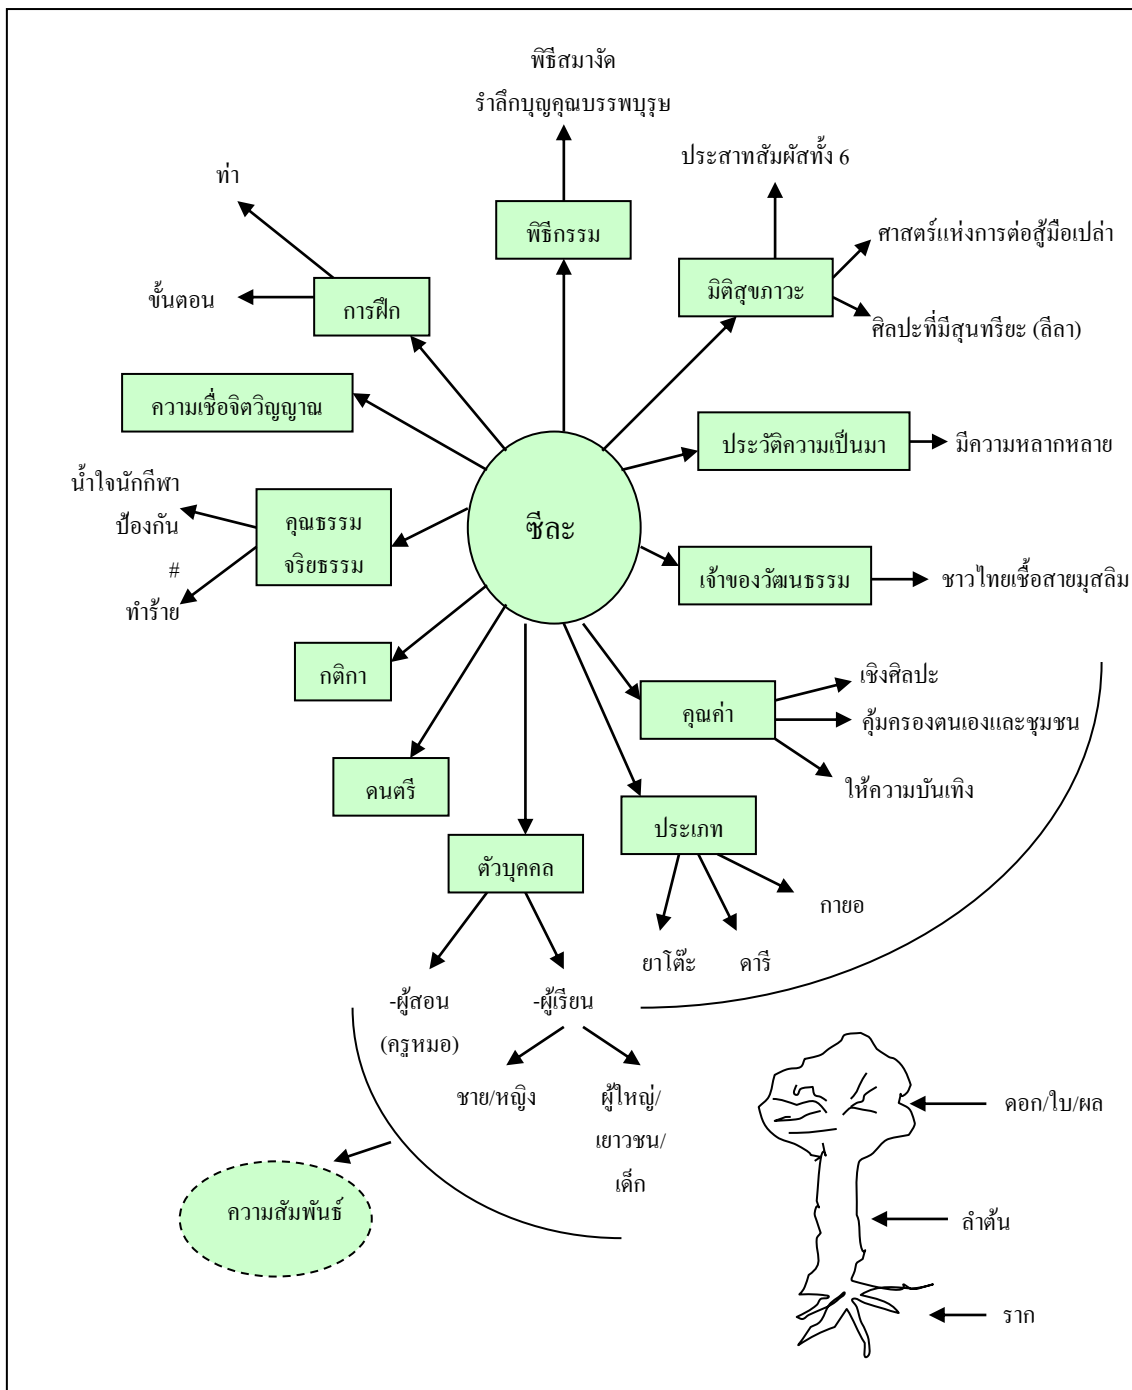 พิธีสมางัด
รำลึกบุญคุณบรรพบุรุษ
ประสาทสัมผัสทั้ง 6
ท่า
พิธีกรรม
ศาสตร์แห่งการต่อสู้มือเปล่า
มิติสุขภาวะ
ขั้นตอน
การฝึก
ศิลปะที่มีสุนทรียะ (ลีลา)
ความเชื่อจิตวิญญาณ
ประวัติความเป็นมา
มีความหลากหลาย
น้ำใจนักกีฬา
ป้องกัน
#
ทำร้าย
คุณธรรม
จริยธรรม
ซีละ
เจ้าของวัฒนธรรม
ชาวไทยเชื้อสายมุสลิม
กติกา
คุณค่า
เชิงศิลปะ
คุ้มครองตนเองและชุมชน
ให้ความบันเทิง
ดนตรี
ประเภท
ตัวบุคคล
กายอ
ยาโต๊ะ
ดารี
-ผู้สอน
(ครูหมอ)
-ผู้เรียน
ชาย/หญิง
ผู้ใหญ่/
เยาวชน/
เด็ก
ดอก/ใบ/ผล
ความสัมพันธ์
ลำต้น
ราก